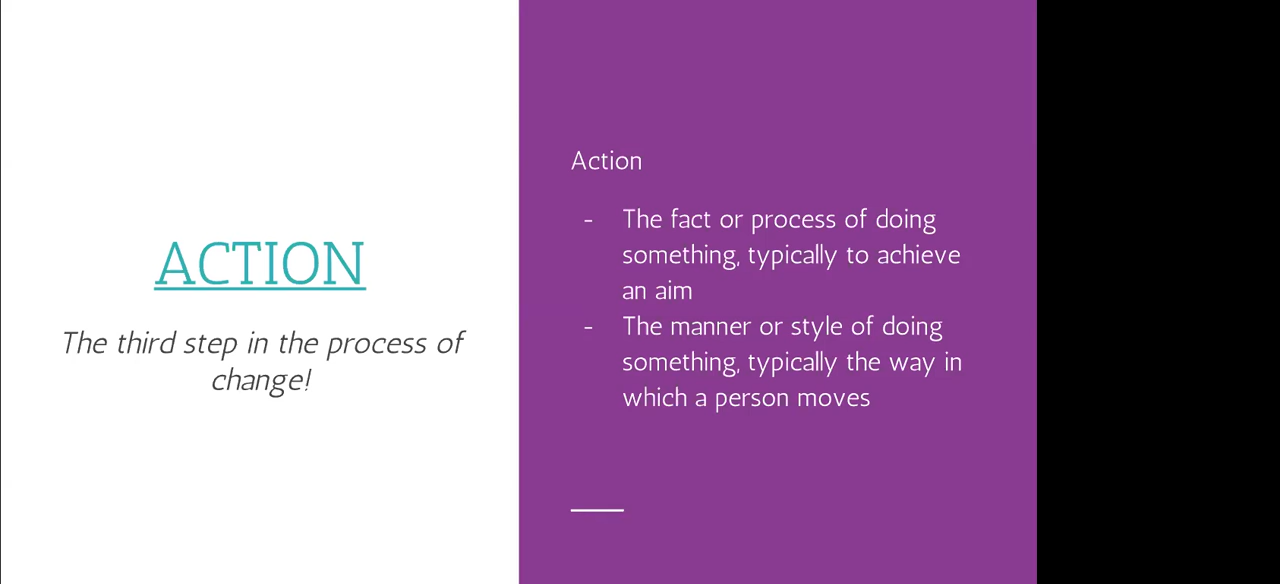 ACTION
The third step in the process of
change!
Action
- The fact or process of doing
something, typically to achieve
an aim
- The manner or style of doing
something, typically the way in
which a person moves